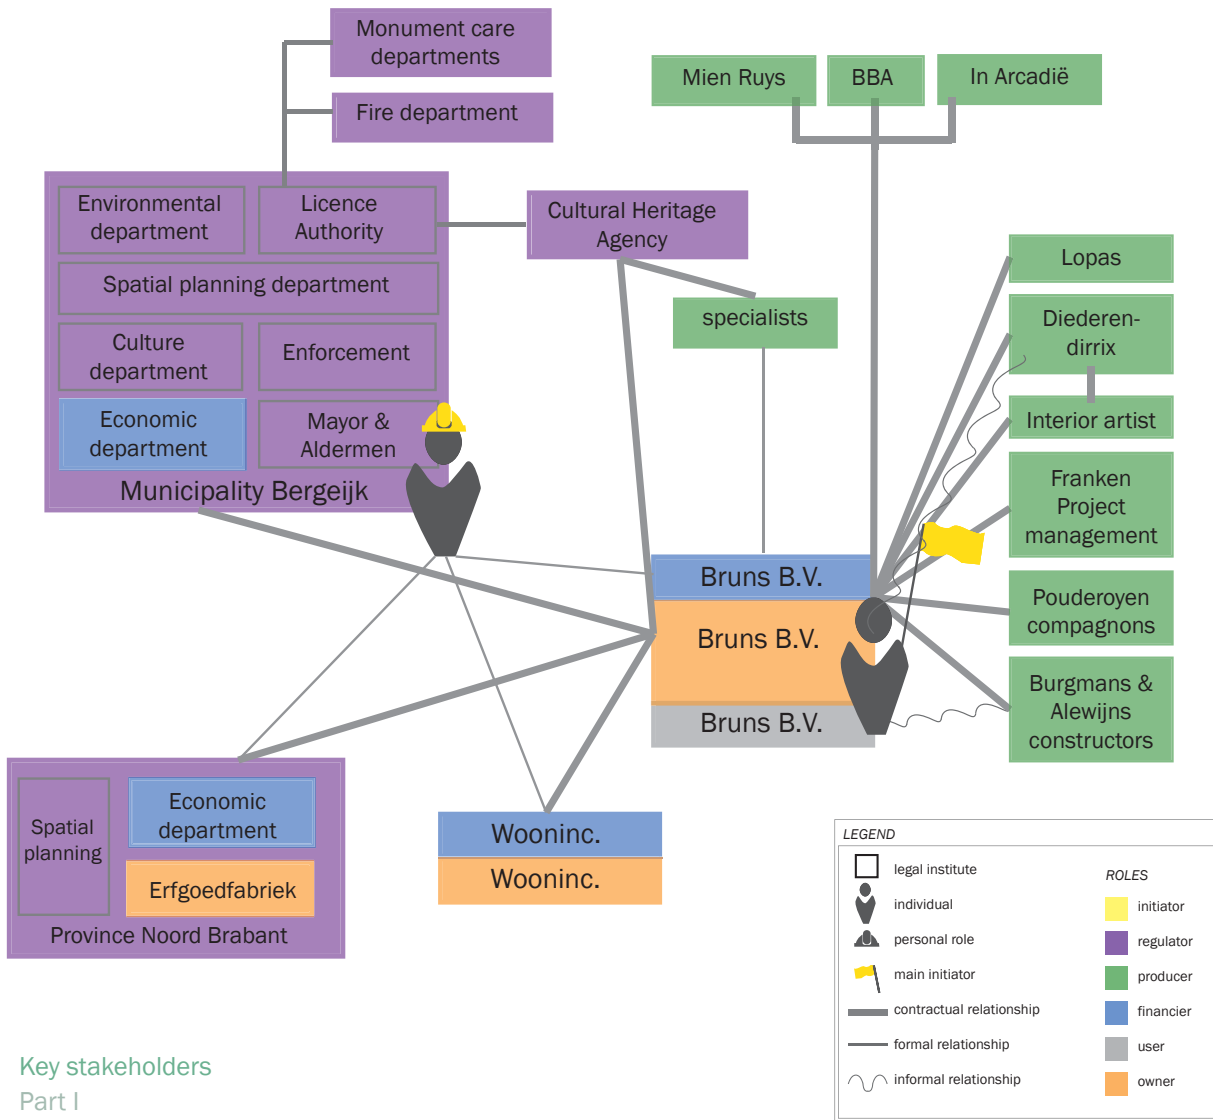 Monument care
departments
Fire department
Mien Ruys
BBA
In Arcadië
Environmental
department
Licence
Authority
Cultural Heritage
Agency
Spatial planning department
Culture
department
Enforcement
Economic
department
Mayor &
Aldermen
Municipality Bergeijk
specialists
Lopas
Diederen-
dirrix
Interior artist
Franken
Project
management
Pouderoyen
compagnons
Burgmans &
Alewijns
constructors
Bruns B.V.
Bruns B.V.
Bruns B.V.
Spatial
planning
Economic
department
Erfgoedfabriek
Province Noord Brabant
Wooninc.
Wooninc.
LEGEND
legal institute
individual
personal role
main initiator
contractual relationship
formal relationship
informal relationship
ROLES
initiator
regulator
producer
financier
user
owner
Key stakeholders
Part I